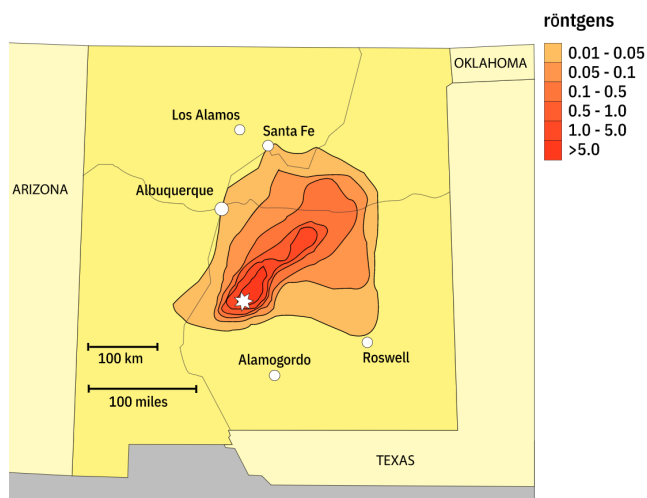 röntgens
0.01 - 0.05
0.05 - 0.1
0.1 - 0.5
0.5 - 1.0
1.0 - 5.0
>5.0
OKLAHOMA
Los Alamos
Santa Fe
ARIZONA
Albuquerque
100 km
Alamogordo
Roswell
100 miles
TEXAS